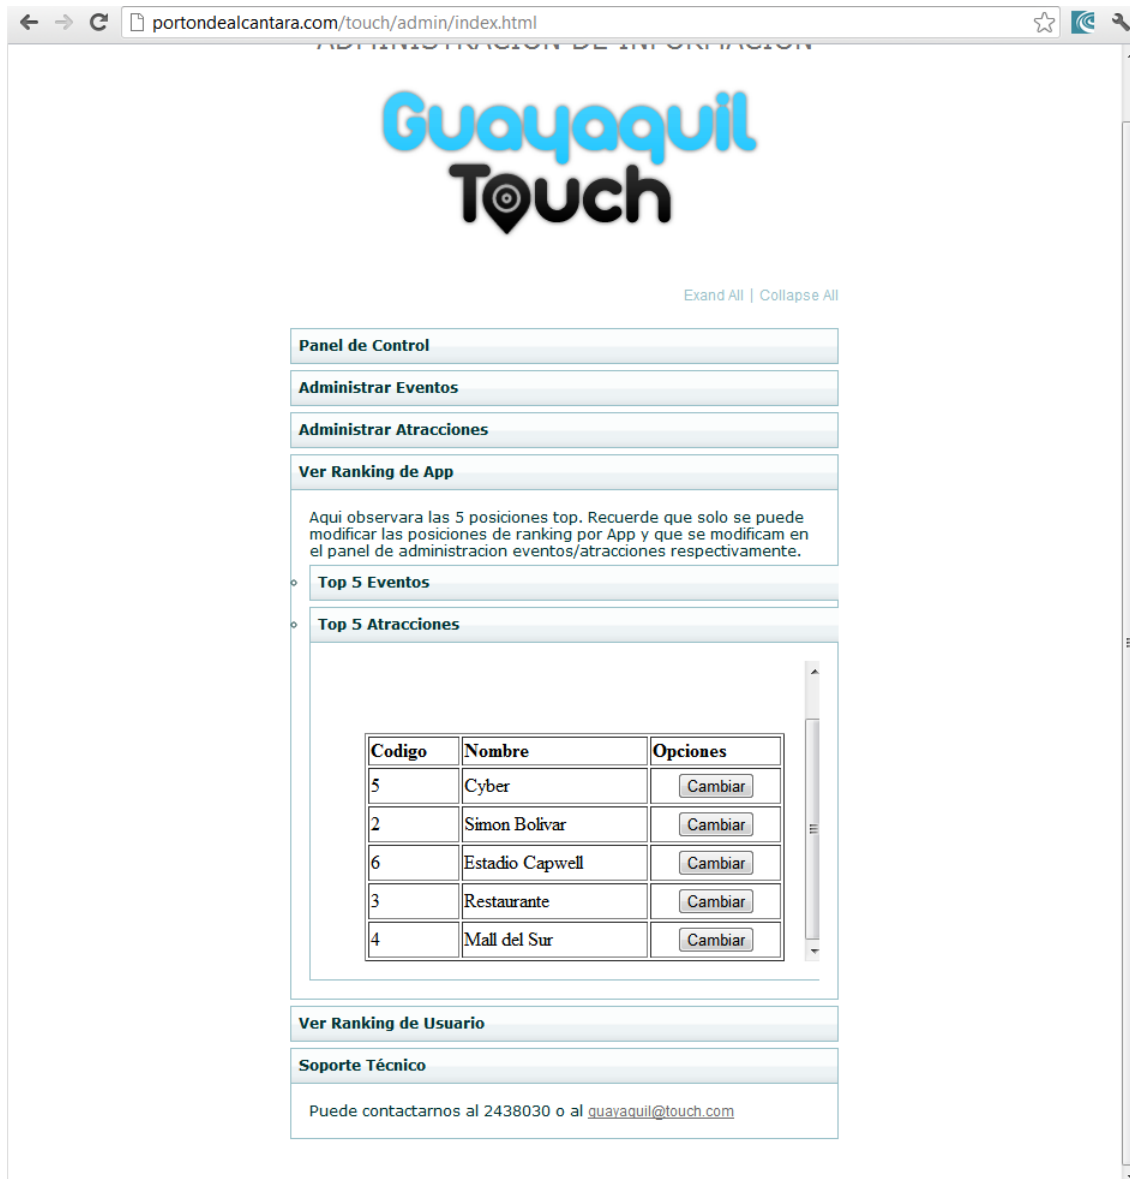 portondealcantara.com/touch/admin/index.html
ADMINISTRACION DE INFORMACION
Guayaquil
Touch
Exand All | Collapse All
Panel de Control
Administrar Eventos
Administrar Atracciones
Ver Ranking de App
Aqui observara las 5 posiciones top. Recuerde que solo se puede
modificar las posiciones de ranking por App y que se modificam en
el panel de administracion eventos/atracciones respectivamente.
Top 5 Eventos
Top 5 Atracciones
Codigo Nombre Opciones
5 Cyber Cambiar
2 Simon Bolivar Cambiar
6 Estadio Capwell Cambiar
3 Restaurante Cambiar
4 Mall del Sur Cambiar
Ver Ranking de Usuario
Soporte Técnico
Puede contactarnos al 2438030 o al guayaquil@touch.com